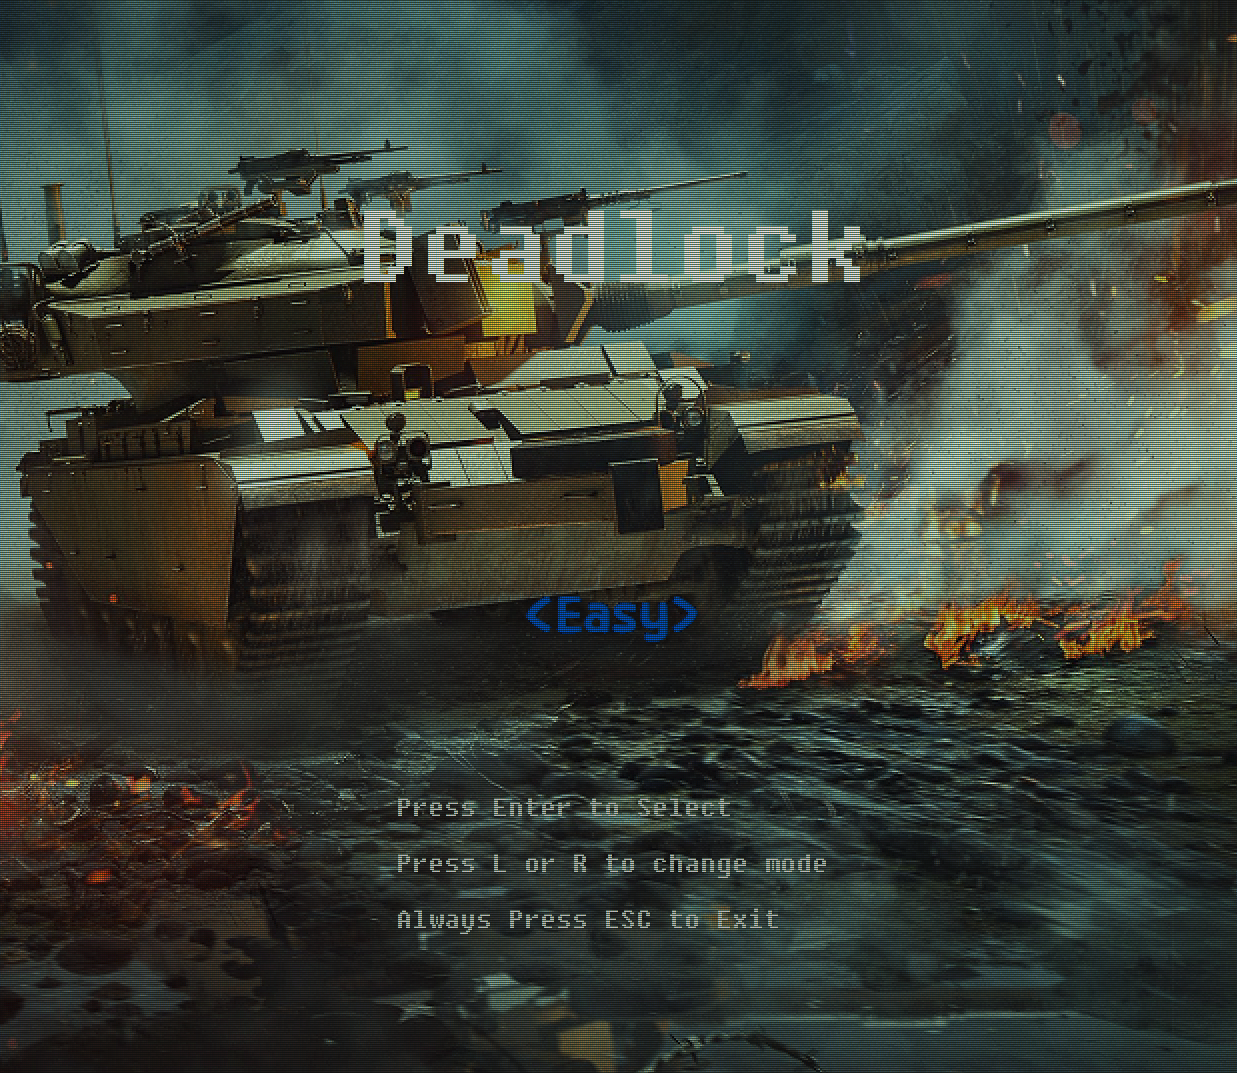 Deadlock
<Easy>
Press Enter to Select
Press L or R to change mode
Always Press ESC to Exit